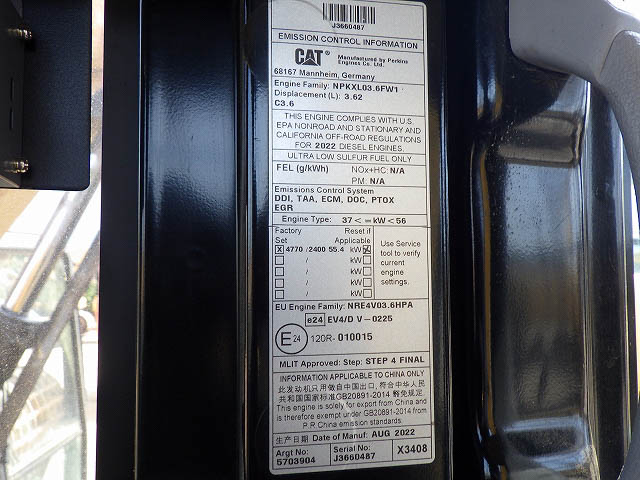 J3660487
EMISSION CONTROL INFORMATION
CAT® Manufactured by Perkins
Engines Co. Ltd.
68167 Mannheim, Germany
Engine Family: NPKXL03.6FW1
Displacement (L): 3.62
C3.6
THIS ENGINE COMPLIES WITH U.S.
EPA NONROAD AND STATIONARY AND
CALIFORNIA OFF-ROAD REGULATIONS
FOR 2022 DIESEL ENGINES.
ULTRA LOW SULFUR FUEL ONLY
FEL (g/kWh) NOx+HC: N/A
PM: N/A
Emissions Control System
DDI, TAA, ECM, DOC, PTOX
EGR
Engine Type: 37 <=kW<56
Factory Set
Reset if Applicable
X 4770 /2400 55.4 kW
/ kW
/ kW
/ kW
/ kW
Use Service
tool to verify
current
engine
settings.
EU Engine Family: NRE4V03.6HPA
e24 EV4/D V-0225
E24 120R-010015
MLIT Approved: Step: STEP 4 FINAL
INFORMATION APPLICABLE TO CHINA ONLY
此发动机只用做自中国出口，符合中华人民
共和国国家标准GB20891-2014 豁免规定.
This engine is solely for export from China and
is therefore exempt under GB20891-2014 from
P.R.China emission standards.
生产日期 Date of Manuf: AUG 2022
Argt No:
5703904
Serial No:
J3660487
X3408